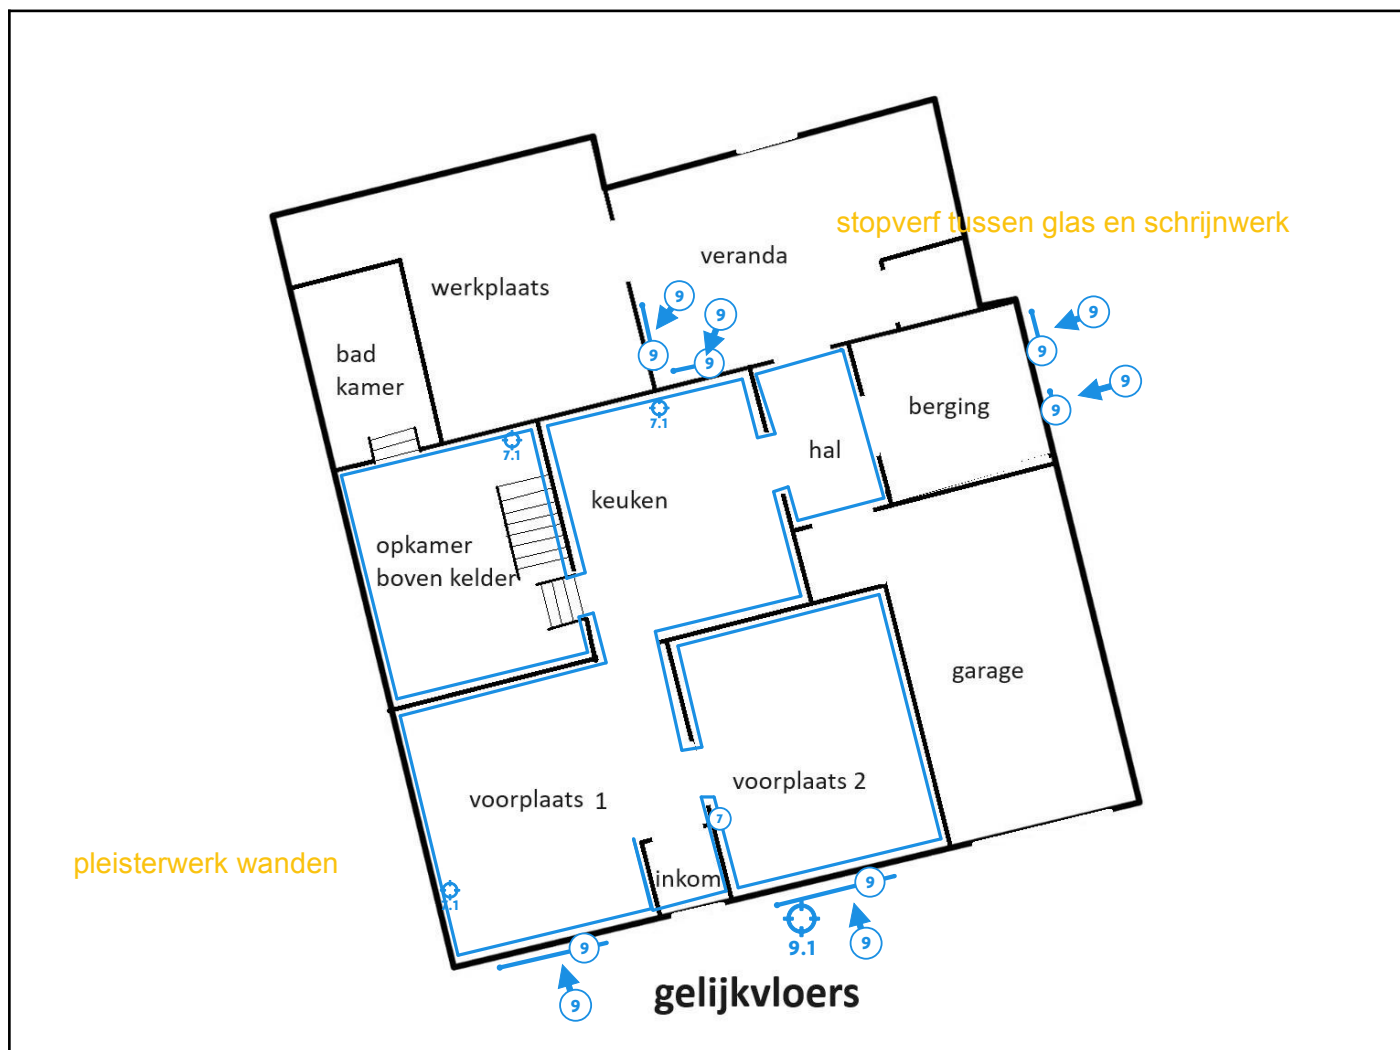 stopverf tussen glas en schrijnwerk
veranda
werkplaats
9
9
9
9
9
9
bad
kamer
9
9
berging
7.1
7.1
hal
keuken
opkamer
boven kelder
garage
voorplaats 2
voorplaats 1
7
pleisterwerk wanden
inkom
9
7.1
9
9.1
9
9
gelijkvloers